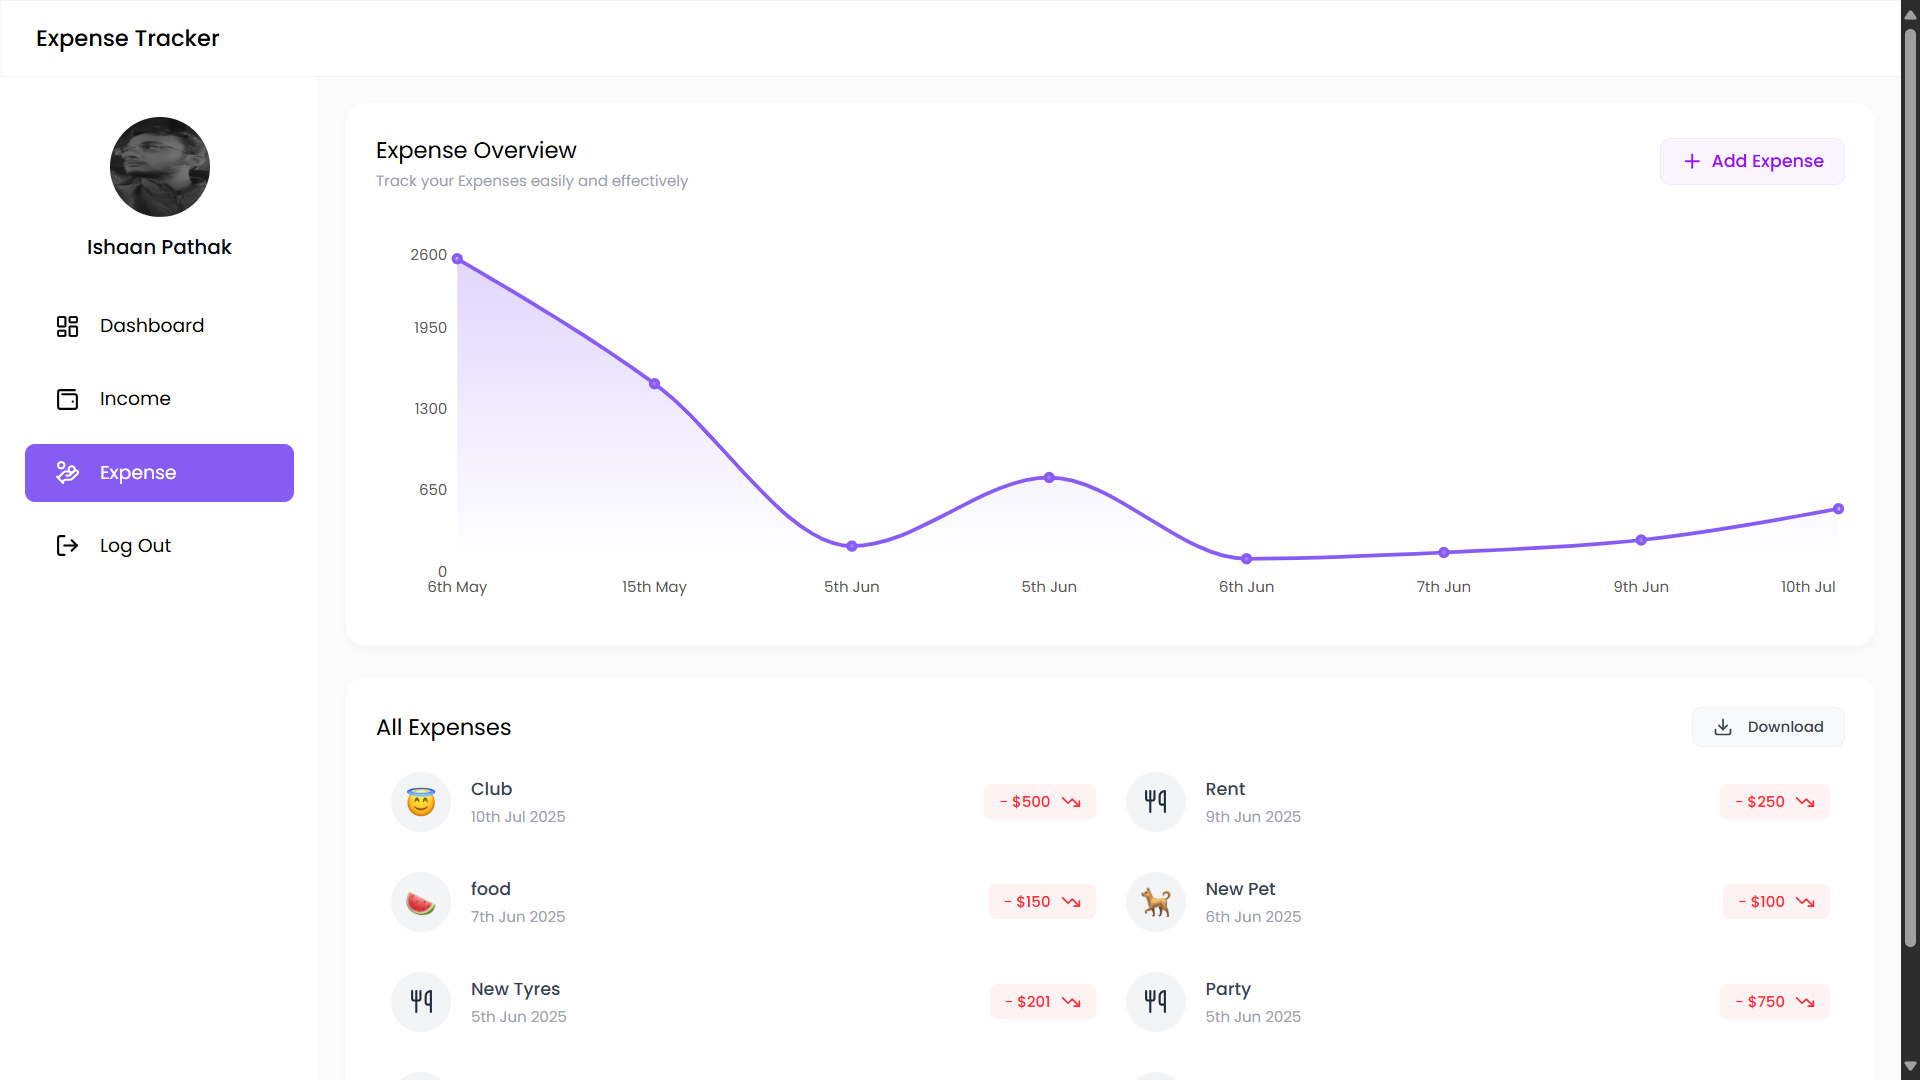 Expense Tracker
Ishaan Pathak
Dashboard
Income
Expense
Log Out
Expense Overview
Track your Expenses easily and effectively
Add Expense
2600
1950
1300
650
0
6th May 15th May 5th Jun 5th Jun 6th Jun 7th Jun 9th Jun 10th Jul
All Expenses
Download
Club
10th Jul 2025
- $500
Rent
9th Jun 2025
- $250
food
7th Jun 2025
- $150
New Pet
6th Jun 2025
- $100
New Tyres
5th Jun 2025
- $201
Party
5th Jun 2025
- $750